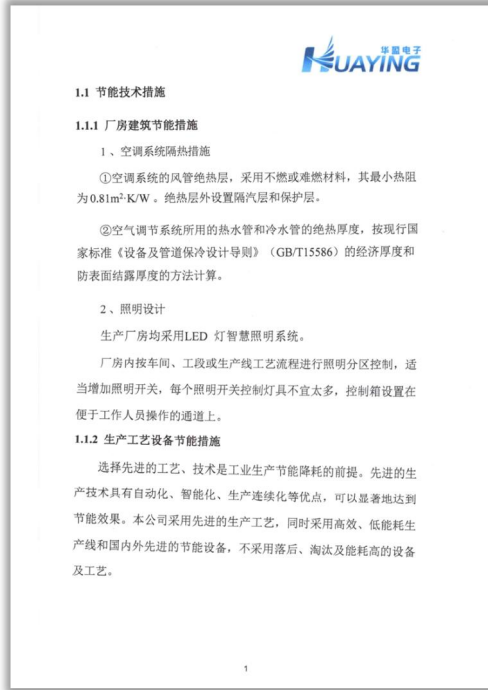 华盈电子
HUAYING
1.1 节能技术措施
1.1.1 厂房建筑节能措施
1、空调系统隔热措施
①空调系统的风管绝热层，采用不燃或难燃材料，其最小热阻
为0.81m²·K/W。绝热层外设置隔汽层和保护层。
②空气调节系统所用的热水管和冷水管的绝热厚度，按现行国
家标准《设备及管道保冷设计导则》（GB/T15586）的经济厚度和
防表面结露厚度的方法计算。
2、照明设计
生产厂房均采用LED 灯智慧照明系统。
厂房内按车间、工段或生产线工艺流程进行照明分区控制，适
当增加照明开关，每个照明开关控制灯具不宜太多，控制箱设置在
便于工作人员操作的通道上。
1.1.2 生产工艺设备节能措施
选择先进的工艺、技术是工业生产节能降耗的前提。先进的生
产技术具有自动化、智能化、生产连续化等优点，可以显著地达到
节能效果。本公司采用先进的生产工艺，同时采用高效、低能耗生
产线和国内外先进的节能设备，不采用落后、淘汰及能耗高的设备
及工艺。
1